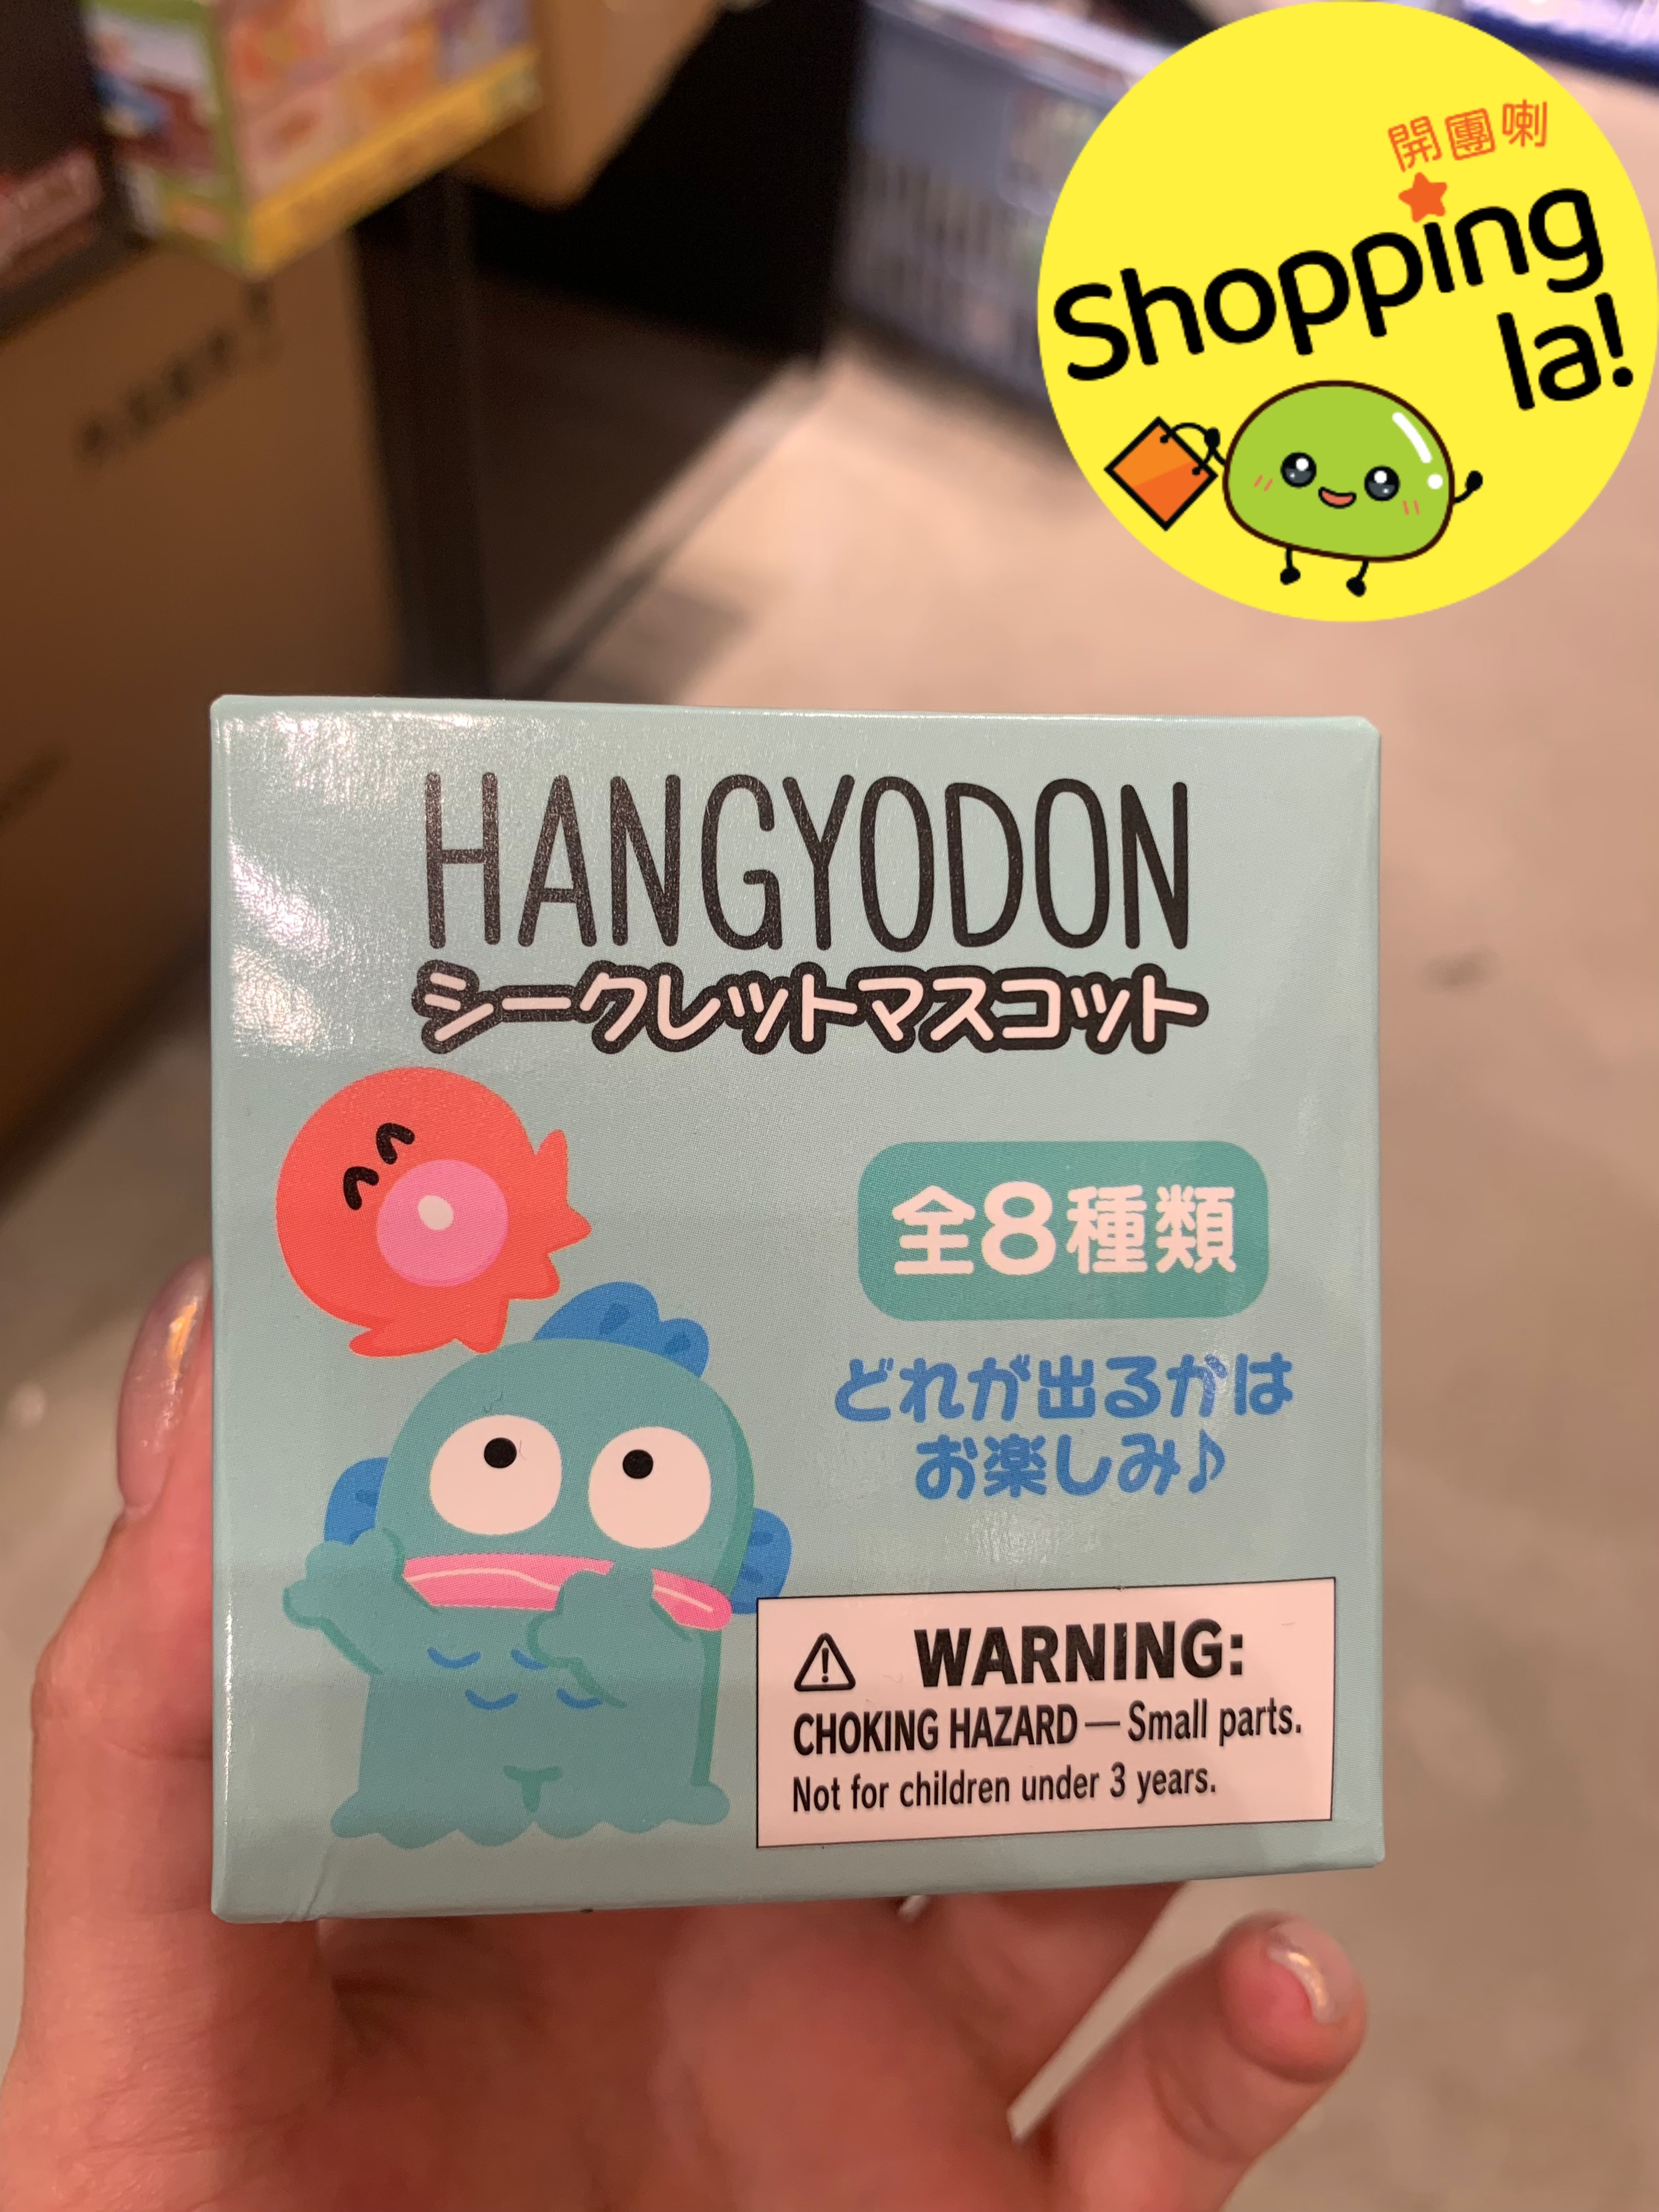 開團喇
Shopping
la!
HANGYODON
シークレットマスコット
全8種類
どれが出るかは
お楽しみ♪
⚠ WARNING:
CHOKING HAZARD — Small parts.
Not for children under 3 years.